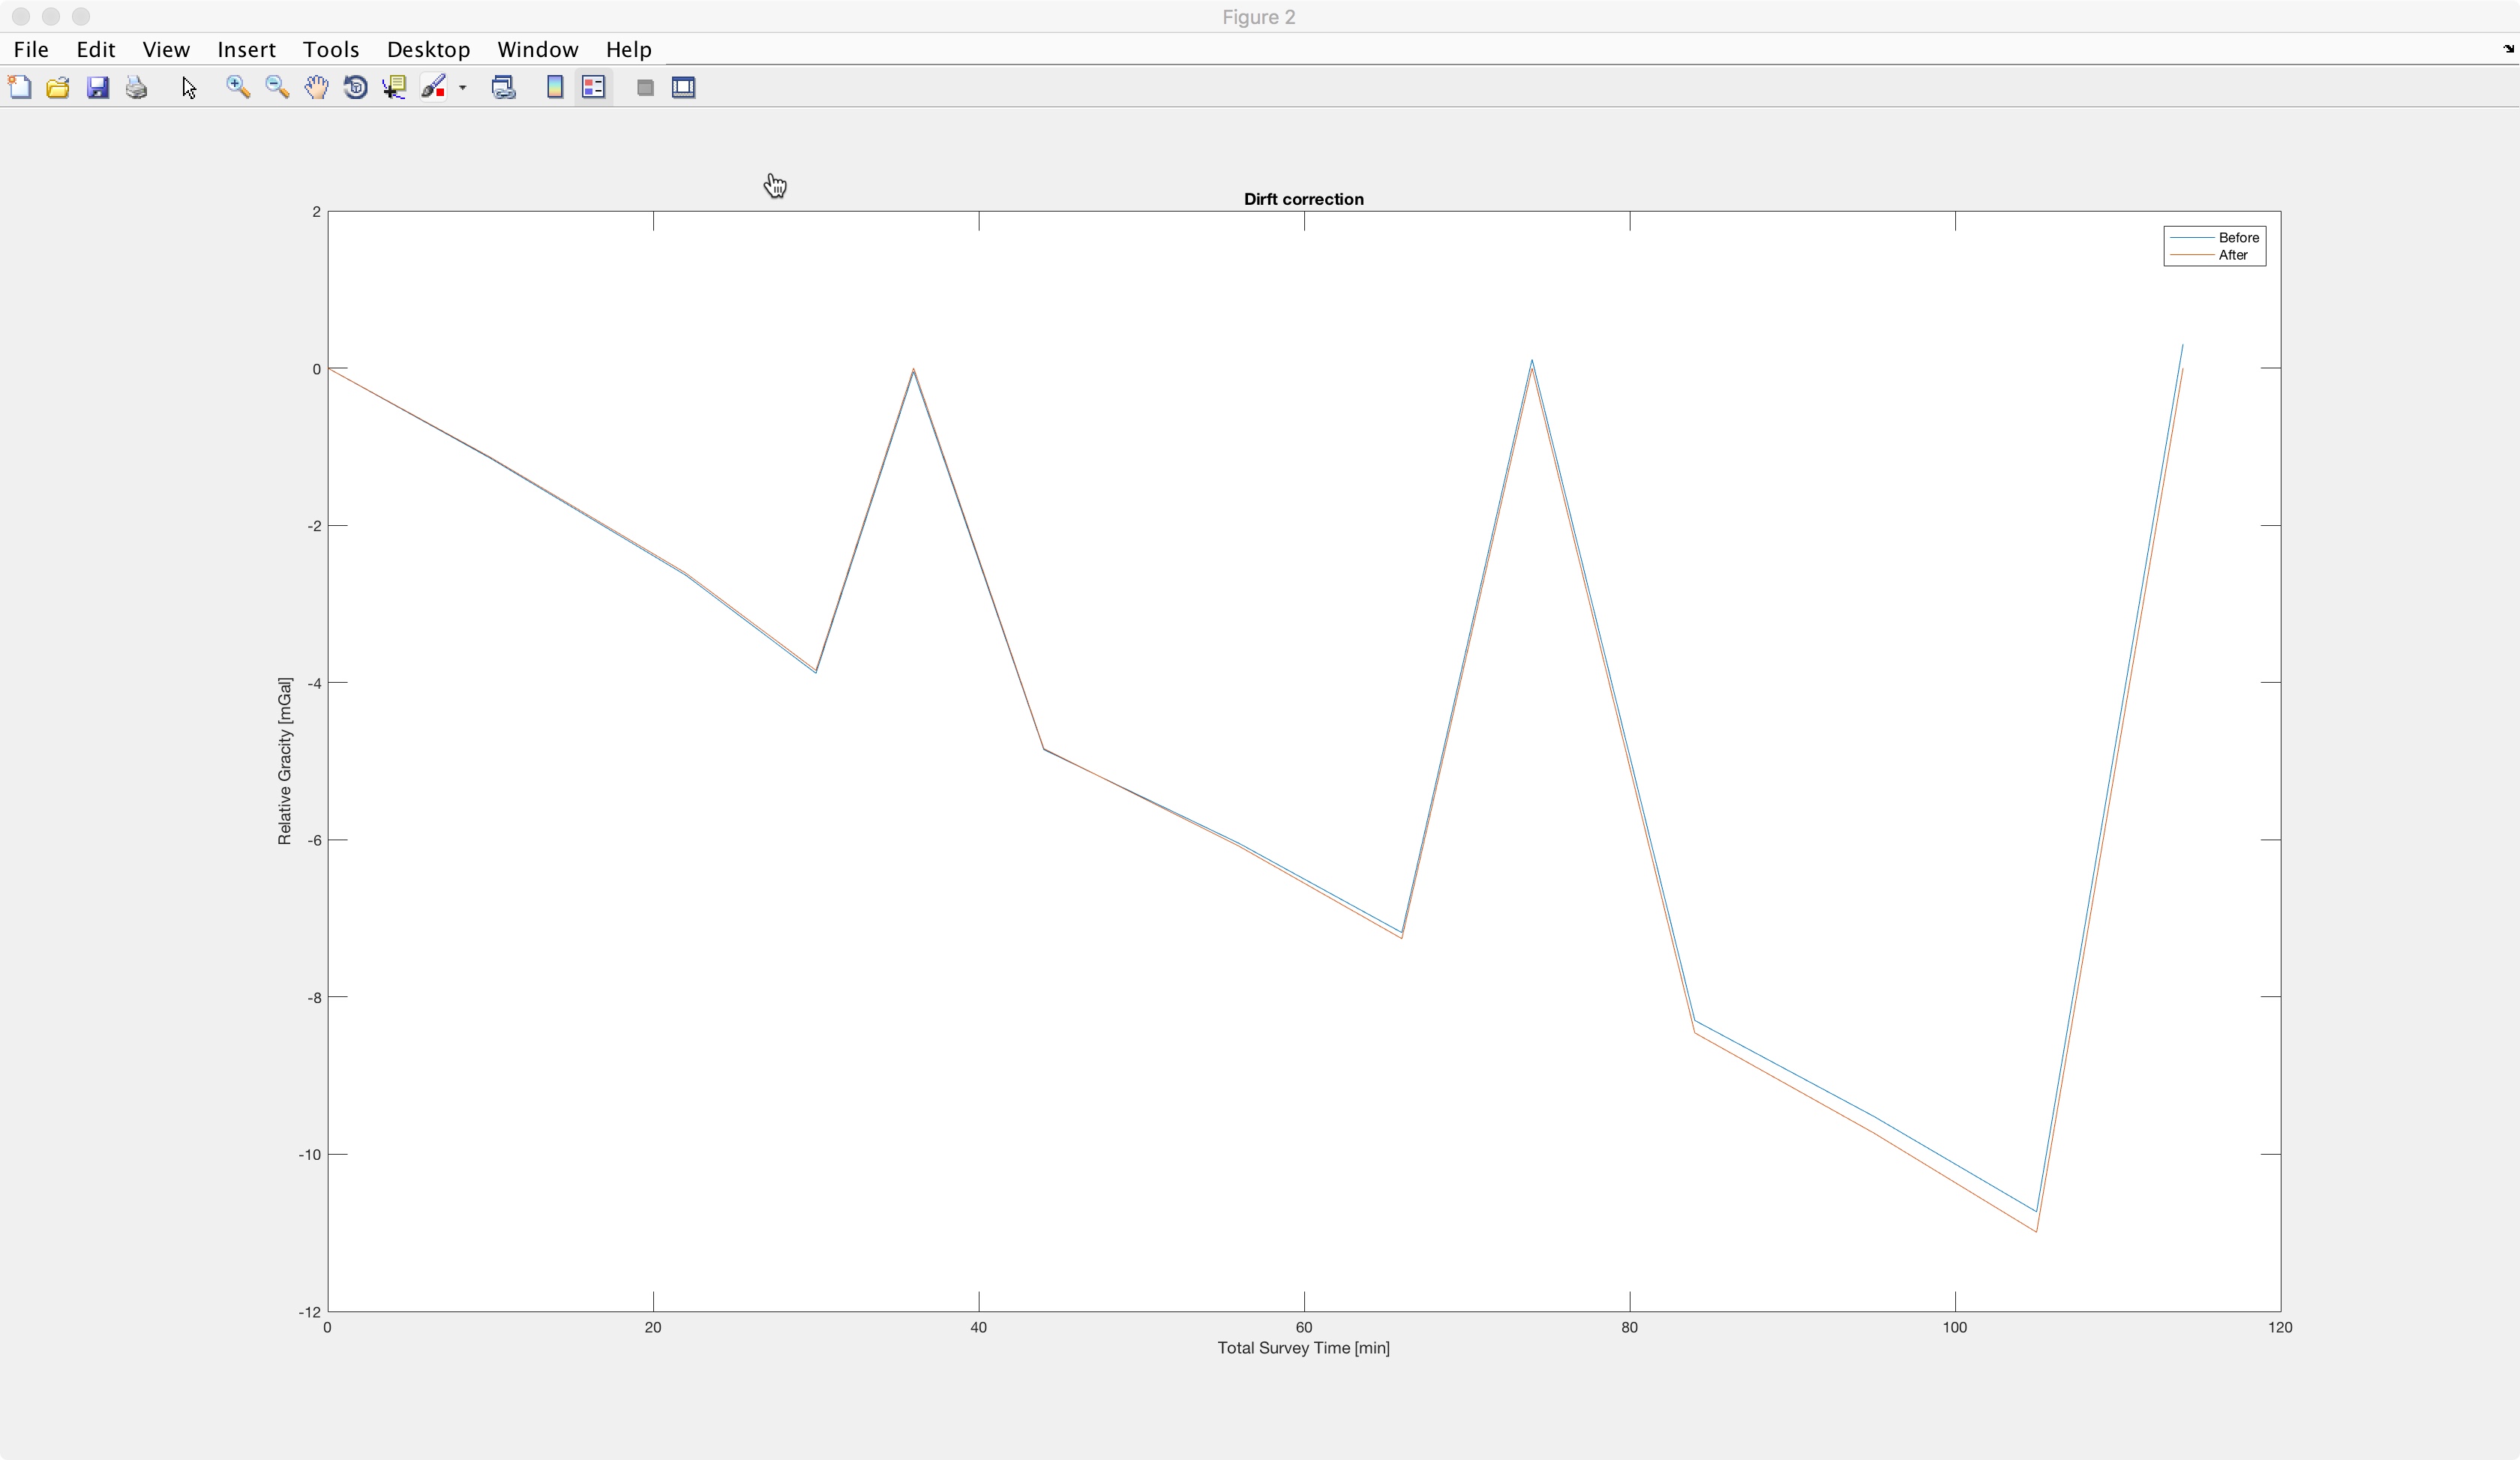 Figure 2
File Edit View Insert Tools Desktop Window Help
Dirft correction
Before
After
2
0
-2
-4
-6
-8
-10
-12
Relative Gracity [mGal]
0 20 40 60 80 100 120
Total Survey Time [min]